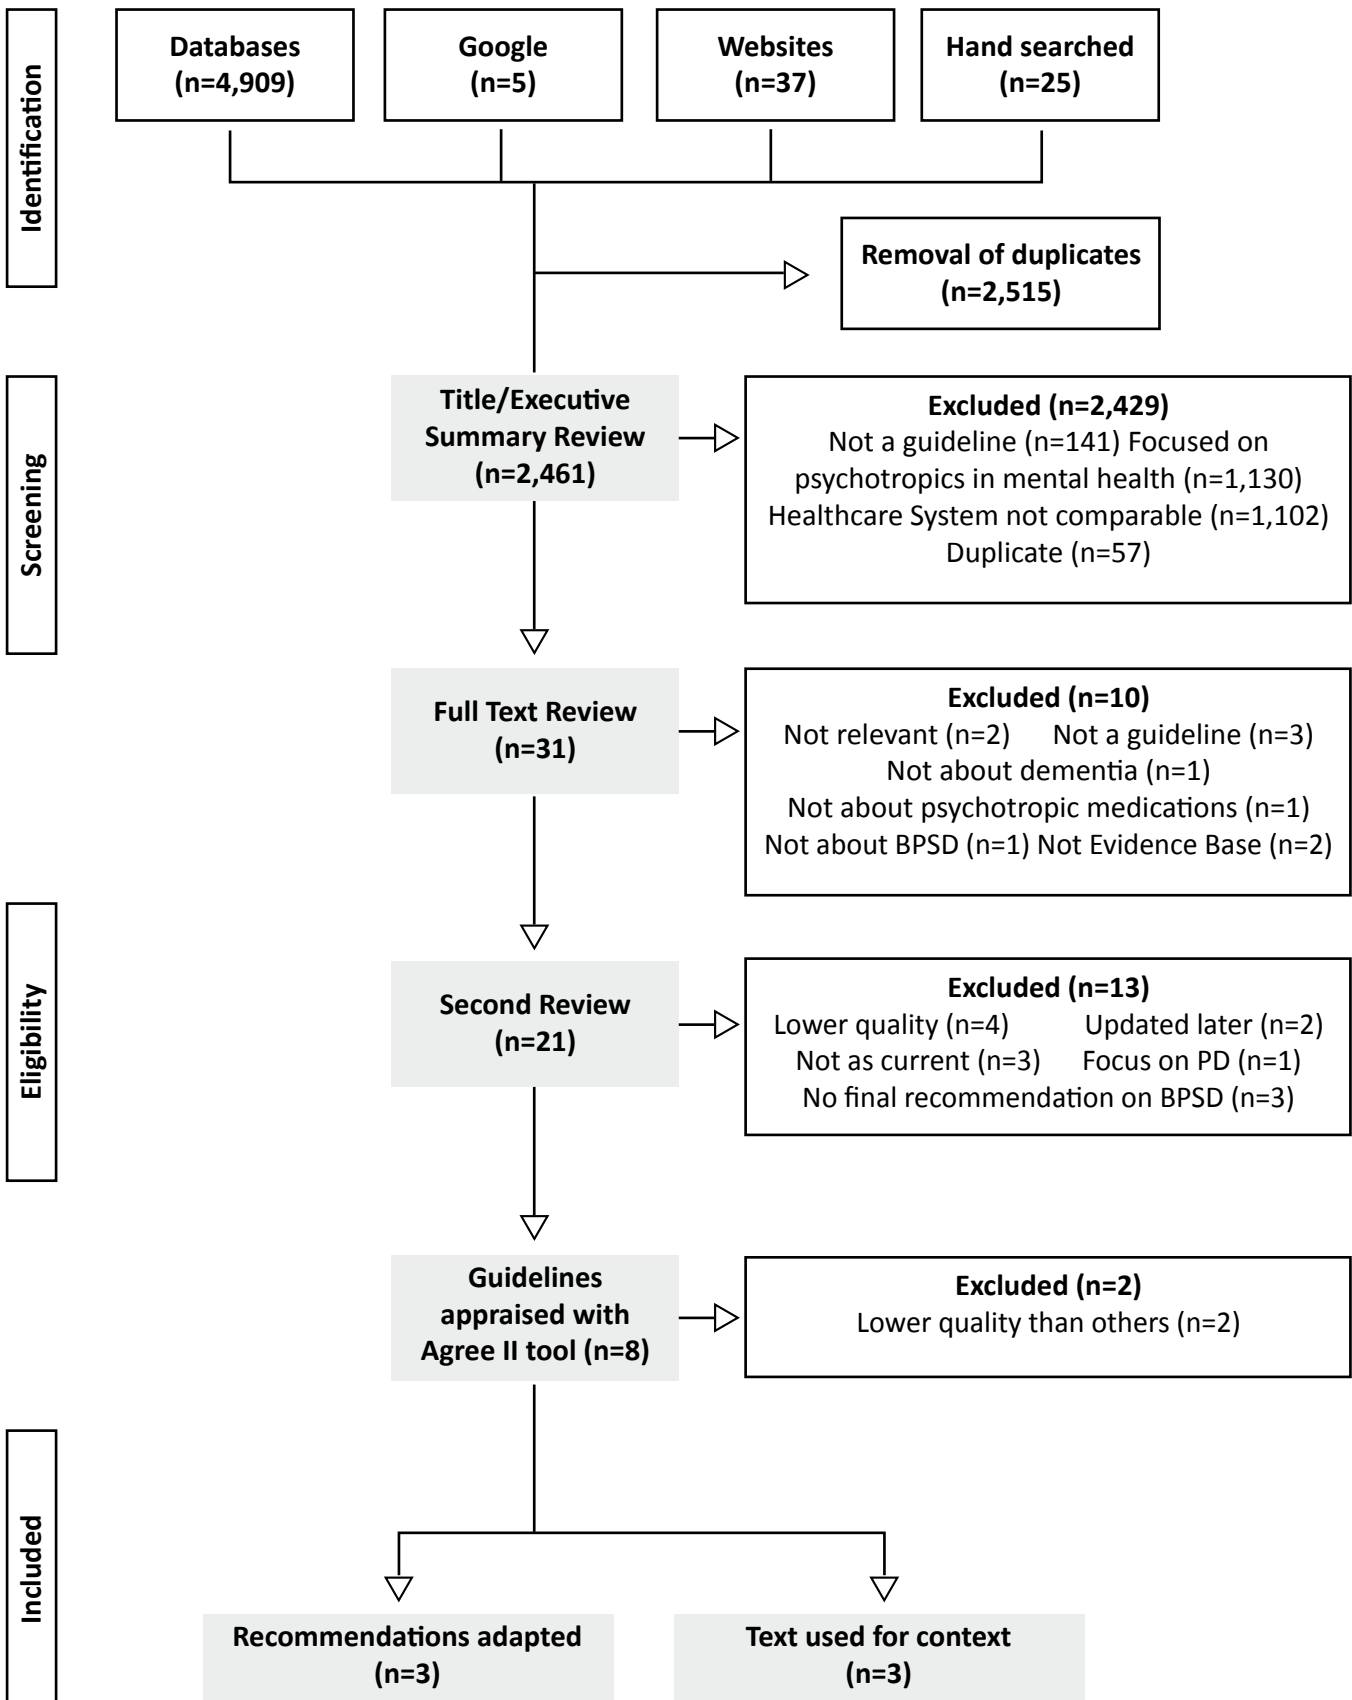 Identification
Databases
(n=4,909)
Google
(n=5)
Websites
(n=37)
Hand searched
(n=25)
Removal of duplicates
(n=2,515)
Screening
Title/Executive
Summary Review
(n=2,461)
Excluded (n=2,429)
Not a guideline (n=141) Focused on
psychotropics in mental health (n=1,130)
Healthcare System not comparable (n=1,102)
Duplicate (n=57)
Full Text Review
(n=31)
Excluded (n=10)
Not relevant (n=2) Not a guideline (n=3)
Not about dementia (n=1)
Not about psychotropic medications (n=1)
Not about BPSD (n=1) Not Evidence Base (n=2)
Eligibility
Second Review
(n=21)
Excluded (n=13)
Lower quality (n=4) Updated later (n=2)
Not as current (n=3) Focus on PD (n=1)
No final recommendation on BPSD (n=3)
Guidelines
appraised with
Agree II tool (n=8)
Excluded (n=2)
Lower quality than others (n=2)
Included
Recommendations adapted
(n=3)
Text used for context
(n=3)